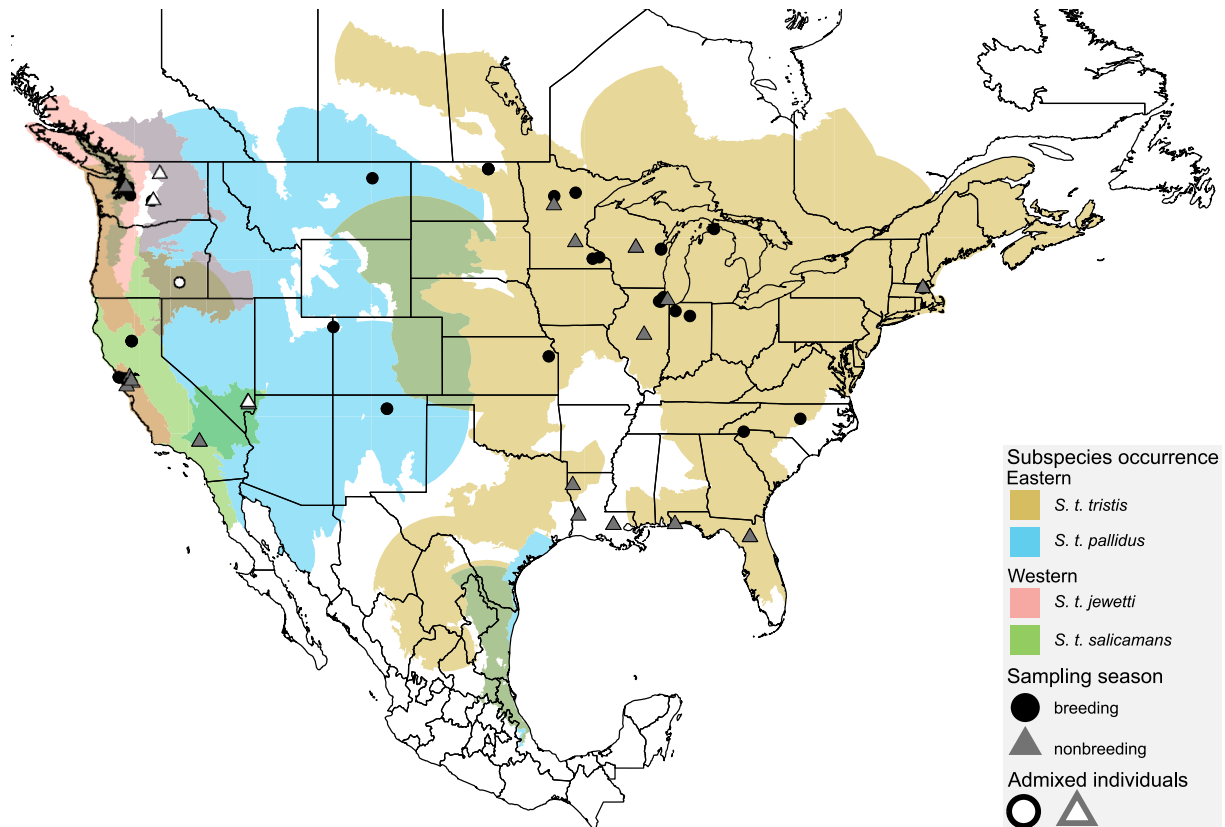 Subspecies occurrence
Eastern
S. t. tristis
S. t. pallidus
Western
S. t. jewetti
S. t. salicamans
Sampling season
breeding
nonbreeding
Admixed individuals